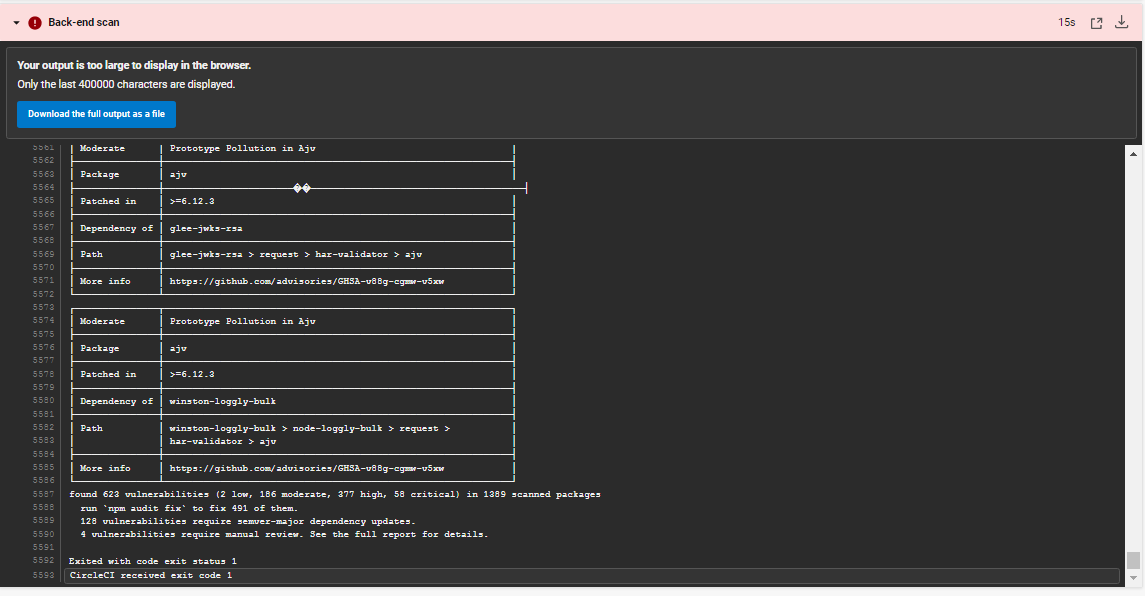 Back-end scan
15s
Your output is too large to display in the browser.
Only the last 400000 characters are displayed.
Download the full output as a file
5561 Moderate Prototype Pollution in Ajv
5562
5563 Package ajv
5564 ��
5565 Patched in >=6.12.3
5566
5567 Dependency of glee-jwks-rsa
5568
5569 Path glee-jwks-rsa > request > har-validator > ajv
5570
5571 More info https://github.com/advisories/GHSA-v88g-cgmw-v5xw
5572
5573
5574 Moderate Prototype Pollution in Ajv
5575
5576 Package ajv
5577
5578 Patched in >=6.12.3
5579
5580 Dependency of winston-loggly-bulk
5581
5582 Path winston-loggly-bulk > node-loggly-bulk > request >
5583 har-validator > ajv
5584
5585 More info https://github.com/advisories/GHSA-v88g-cgmw-v5xw
5586
5587 found 623 vulnerabilities (2 low, 186 moderate, 377 high, 58 critical) in 1389 scanned packages
5588 run `npm audit fix` to fix 491 of them.
5589 128 vulnerabilities require semver-major dependency updates.
5590 4 vulnerabilities require manual review. See the full report for details.
5591
5592 Exited with code exit status 1
5593 CircleCI received exit code 1